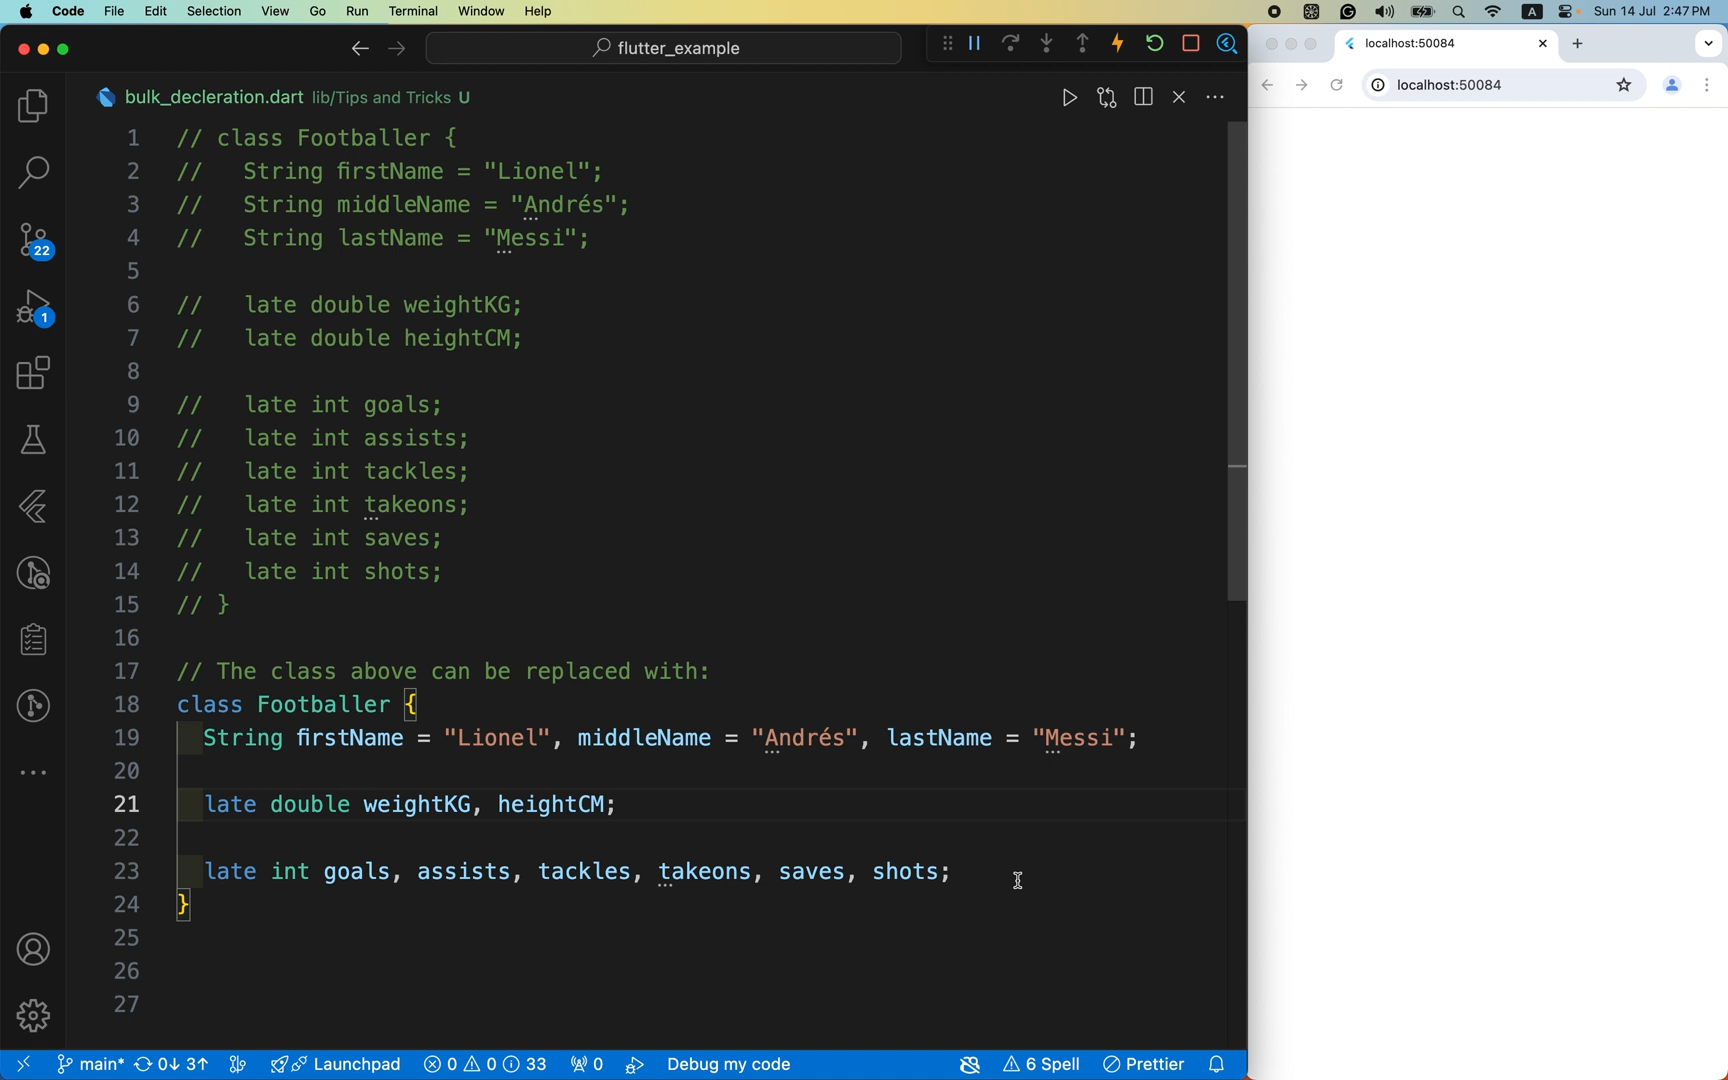 Code File Edit Selection View Go Run Terminal Window Help A Sun 14 Jul 2:47 PM
flutter_example
localhost:50084
localhost:50084
bulk_decleration.dart lib/Tips and Tricks U
1 // class Footballer {
2 //   String firstName = "Lionel";
3 //   String middleName = "Andrés";
4 //   String lastName = "Messi";
5
6 //   late double weightKG;
7 //   late double heightCM;
8
9 //   late int goals;
10 //   late int assists;
11 //   late int tackles;
12 //   late int takeons;
13 //   late int saves;
14 //   late int shots;
15 // }
16
17 // The class above can be replaced with:
18 class Footballer {
19   String firstName = "Lionel", middleName = "Andrés", lastName = "Messi";
20
21   late double weightKG, heightCM;
22
23   late int goals, assists, tackles, takeons, saves, shots;
24 }
25
26
27
22
1
main* 0↓ 3↑ Launchpad 0 0 33 0 Debug my code 6 Spell Prettier